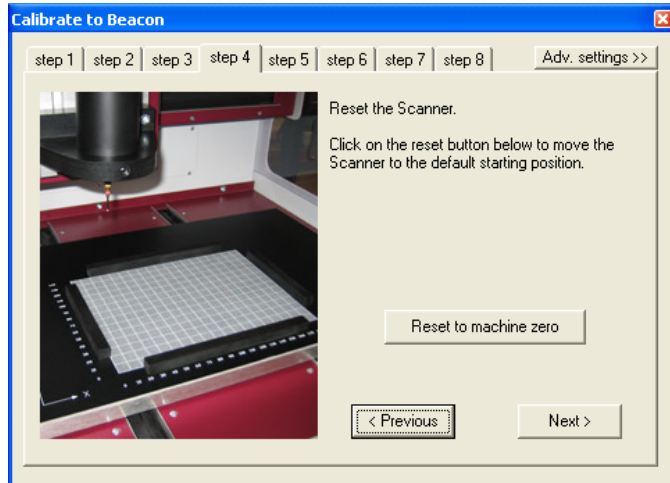 Calibrate to Beacon
step 1 step 2 step 3 step 4 step 5 step 6 step 7 step 8 Adv. settings >>
Reset the Scanner.
Click on the reset button below to move the
Scanner to the default starting position.
Reset to machine zero
< Previous Next >